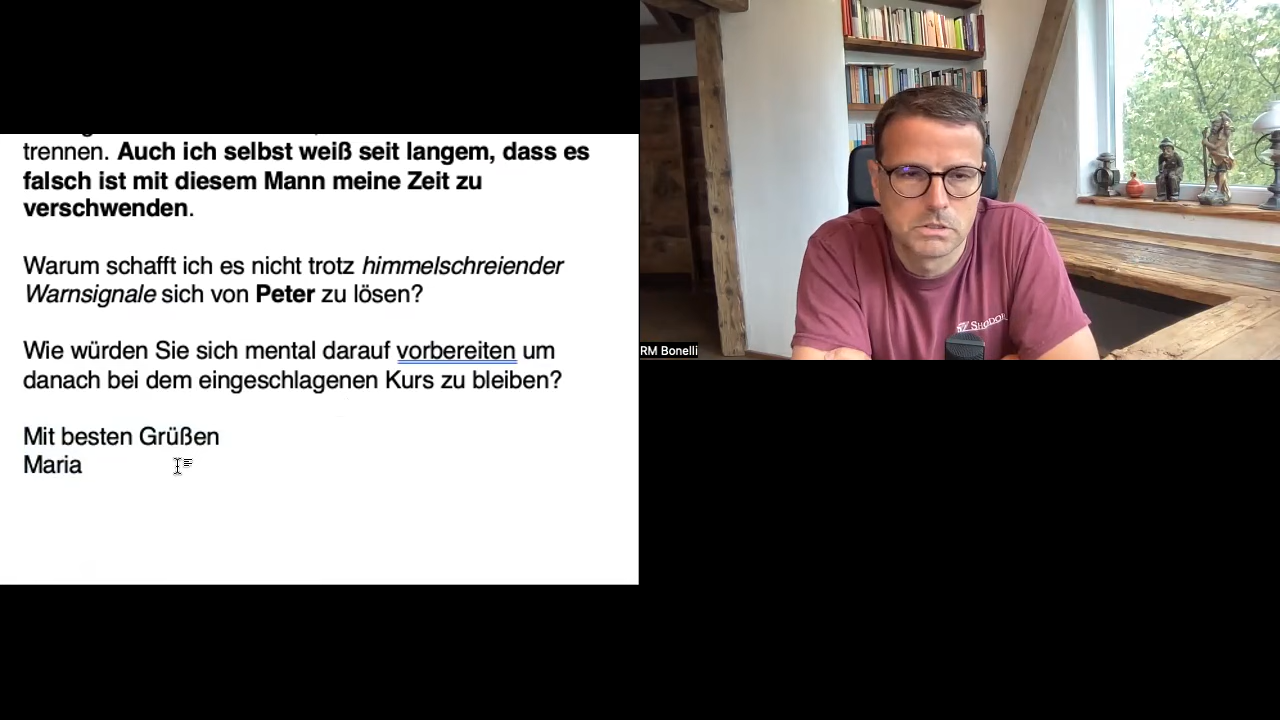 trennen. Auch ich selbst weiß seit langem, dass es
falsch ist mit diesem Mann meine Zeit zu
verschwenden.
Warum schafft ich es nicht trotz himmelschreiender
Warnsignale sich von Peter zu lösen?
Wie würden Sie sich mental darauf vorbereiten um
danach bei dem eingeschlagenen Kurs zu bleiben?
Mit besten Grüßen
Maria
RM Bonelli